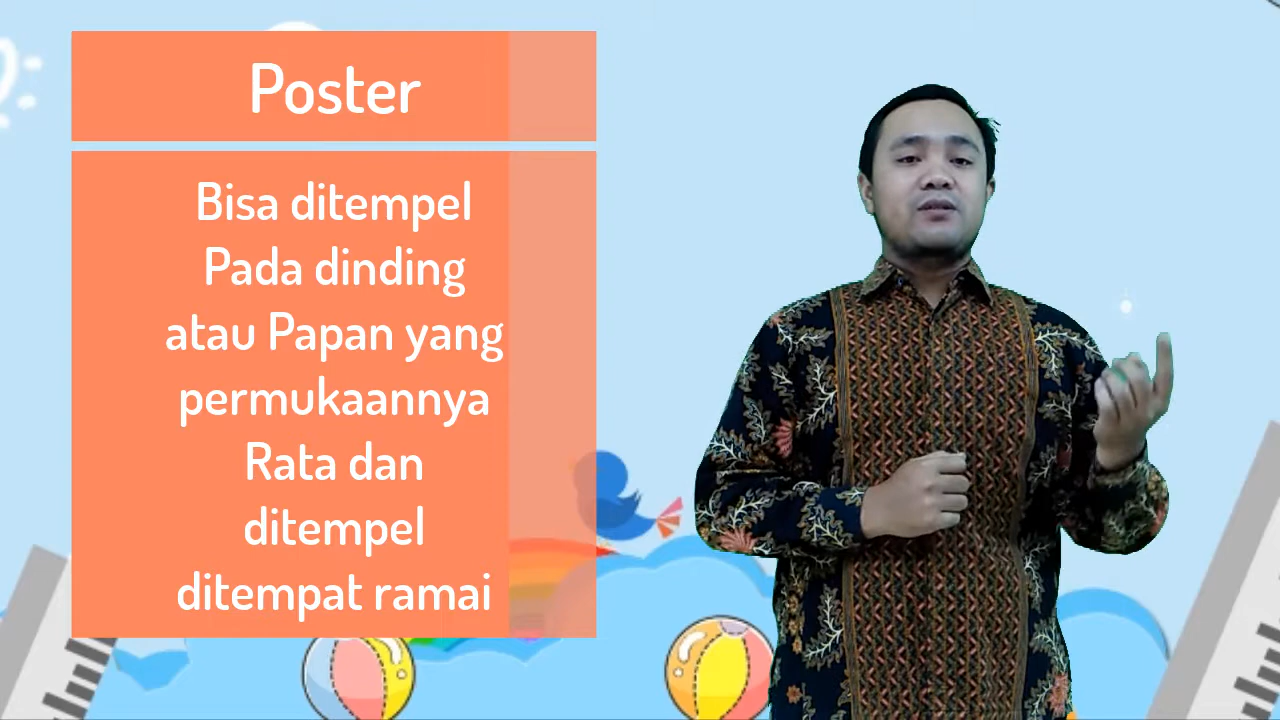 Poster
Bisa ditempel
Pada dinding
atau Papan yang
permukaannya
Rata dan
ditempel
ditempat ramai